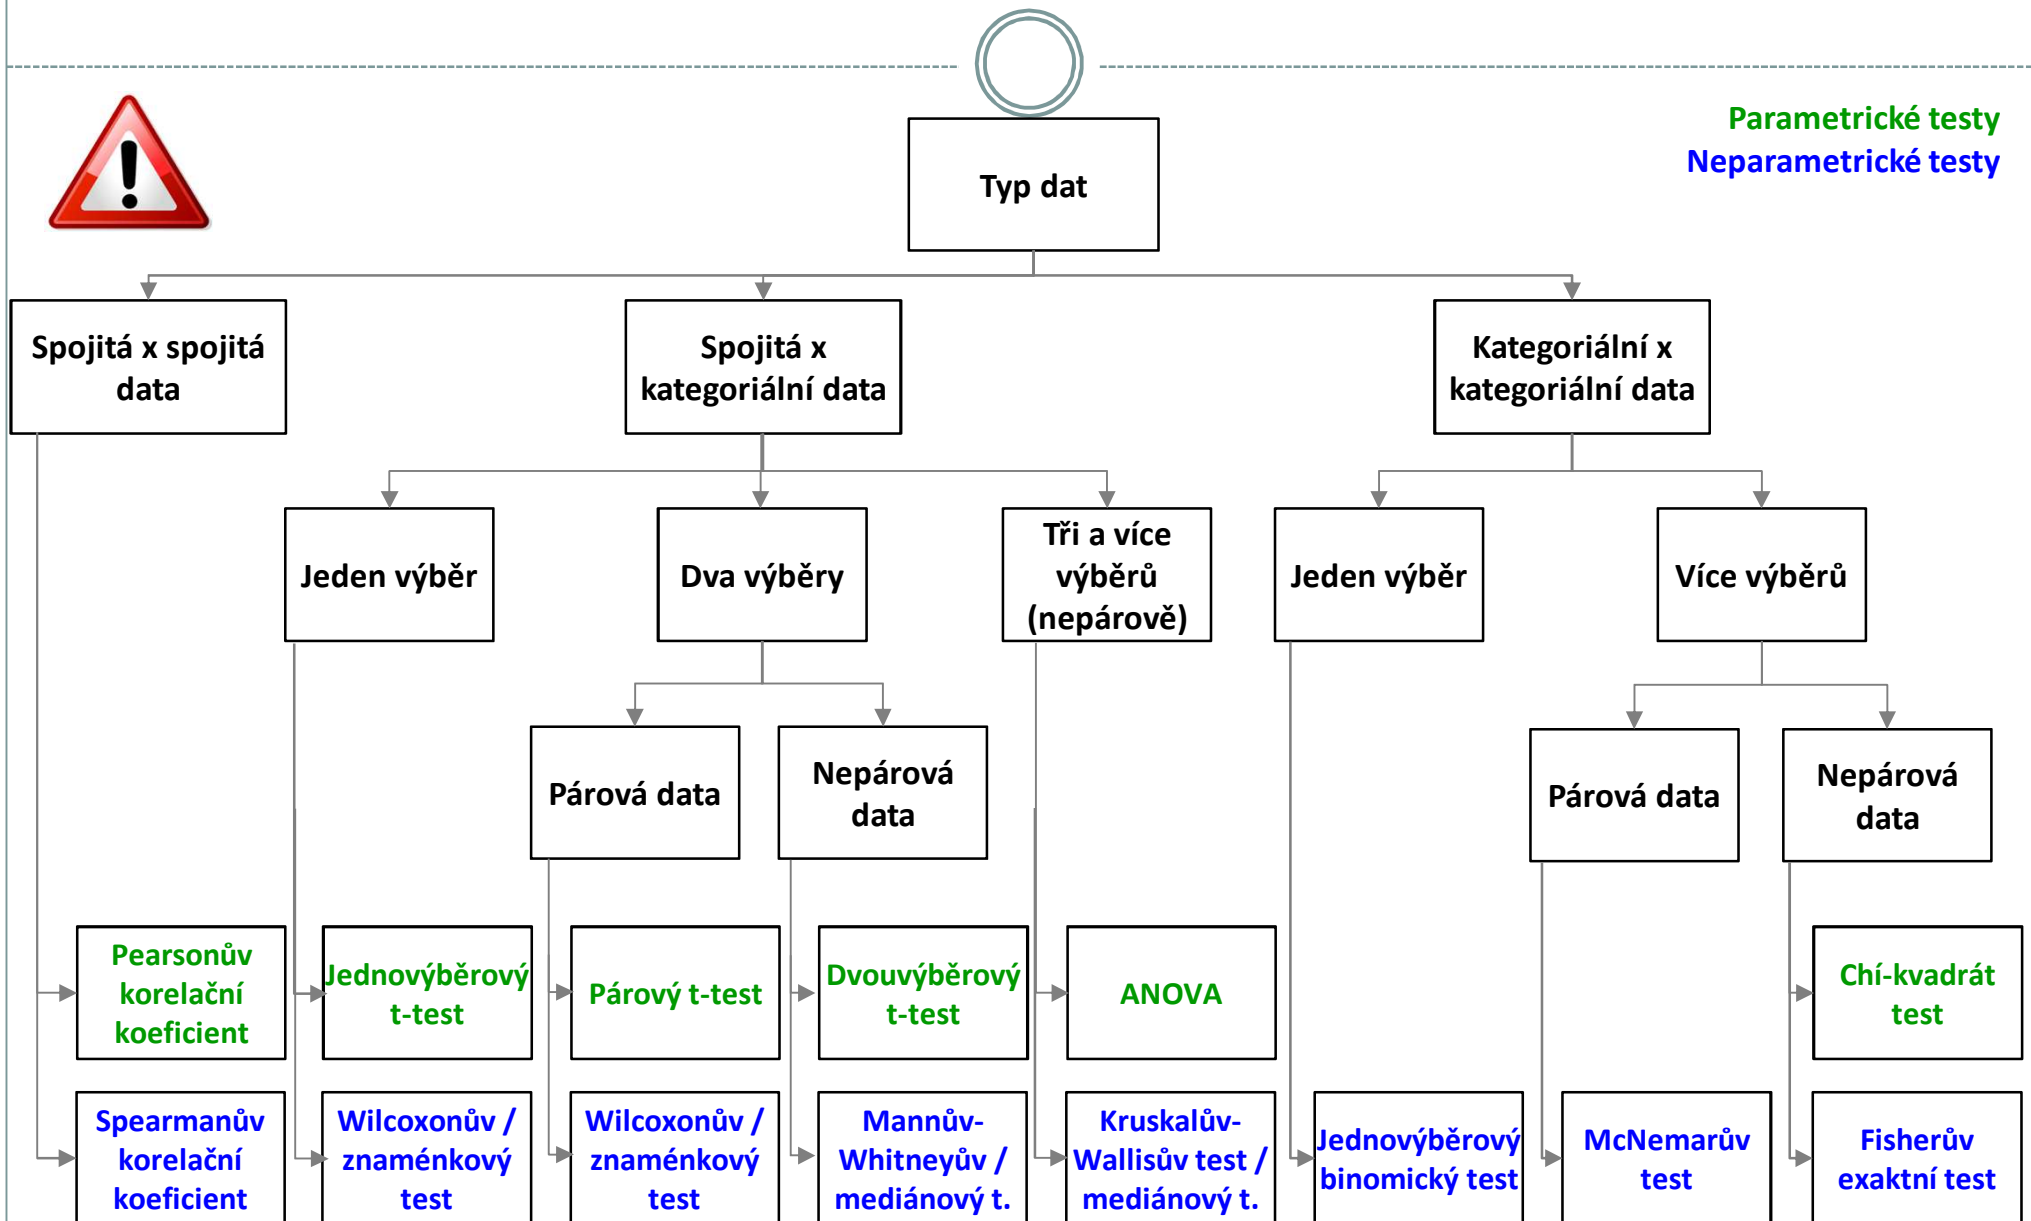 Parametrické testy
Neparametrické testy
Typ dat
Spojitá x spojitá
data
Spojitá x
kategoriální data
Kategoriální x
kategoriální data
Jeden výběr
Dva výběry
Tři a více
výběrů
(nepárově)
Jeden výběr
Více výběrů
Párová data
Nepárová
data
Párová data
Nepárová
data
Pearsonův
korelační
koeficient
Jednovýběrový
t-test
Párový t-test
Dvouvýběrový
t-test
ANOVA
Chí-kvadrát
test
Spearmanův
korelační
koeficient
Wilcoxonův /
znaménkový
test
Wilcoxonův /
znaménkový
test
Mannův-
Whitneyův /
mediánový t.
Kruskalův-
Wallisův test /
mediánový t.
Jednovýběrový
binomický test
McNemarův
test
Fisherův
exaktní test